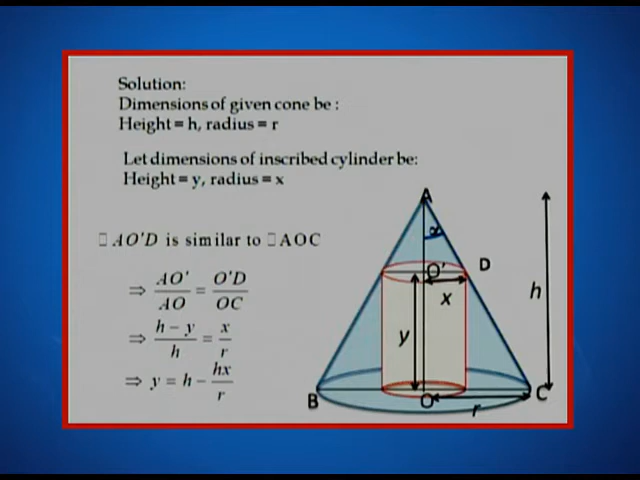 Solution:
Dimensions of given cone be :
Height = h, radius = r
Let dimensions of inscribed cylinder be:
Height = y, radius = x
□ AO'D is similar to □ AOC
⇒ AO'/AO = O'D/OC
⇒ h − y/h = x/r
⇒ y = h − hx/r
A
α
O'
D
x
h
y
B
O
C
r